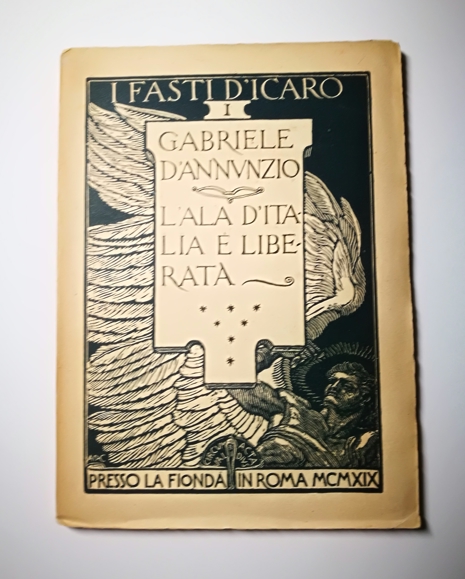 I FASTI D'ICARO
I
GABRIELE
D'ANNVNZIO
L'ALA D'ITA-
LIA È LIBE-
RATA
PRESSO LA FIONDA IN ROMA MCMXIX